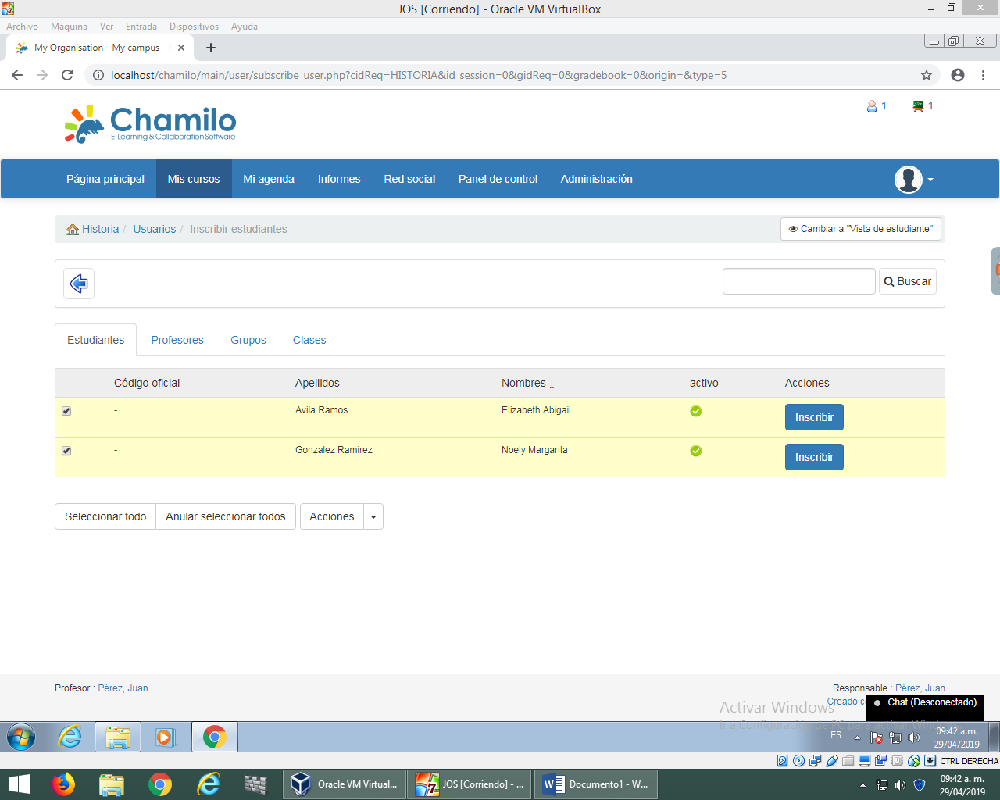 JOS [Corriendo] - Oracle VM VirtualBox
Archivo Máquina Ver Entrada Dispositivos Ayuda
My Organisation - My campus -
localhost/chamilo/main/user/subscribe_user.php?cidReq=HISTORIA&id_session=0&gidReq=0&gradebook=0&origin=&type=5
Chamilo
E-Learning & Collaboration Software
1 1
Página principal Mis cursos Mi agenda Informes Red social Panel de control Administración
Historia / Usuarios / Inscribir estudiantes
Cambiar a "Vista de estudiante"
Buscar
Estudiantes Profesores Grupos Clases
Código oficial Apellidos Nombres ↓ activo Acciones
- Avila Ramos Elizabeth Abigail Inscribir
- Gonzalez Ramirez Noely Margarita Inscribir
Seleccionar todo Anular seleccionar todos Acciones
Profesor : Pérez, Juan
Responsable : Pérez, Juan
Creado
Chat (Desconectado)
Activar Windows
Ir a Configuración de PC para activar
ES
09:42 a.m.
29/04/2019
CTRL DERECHA
Oracle VM Virtual...
JOS [Corriendo] - ...
Documento1 - W...
09:42 a. m.
29/04/2019